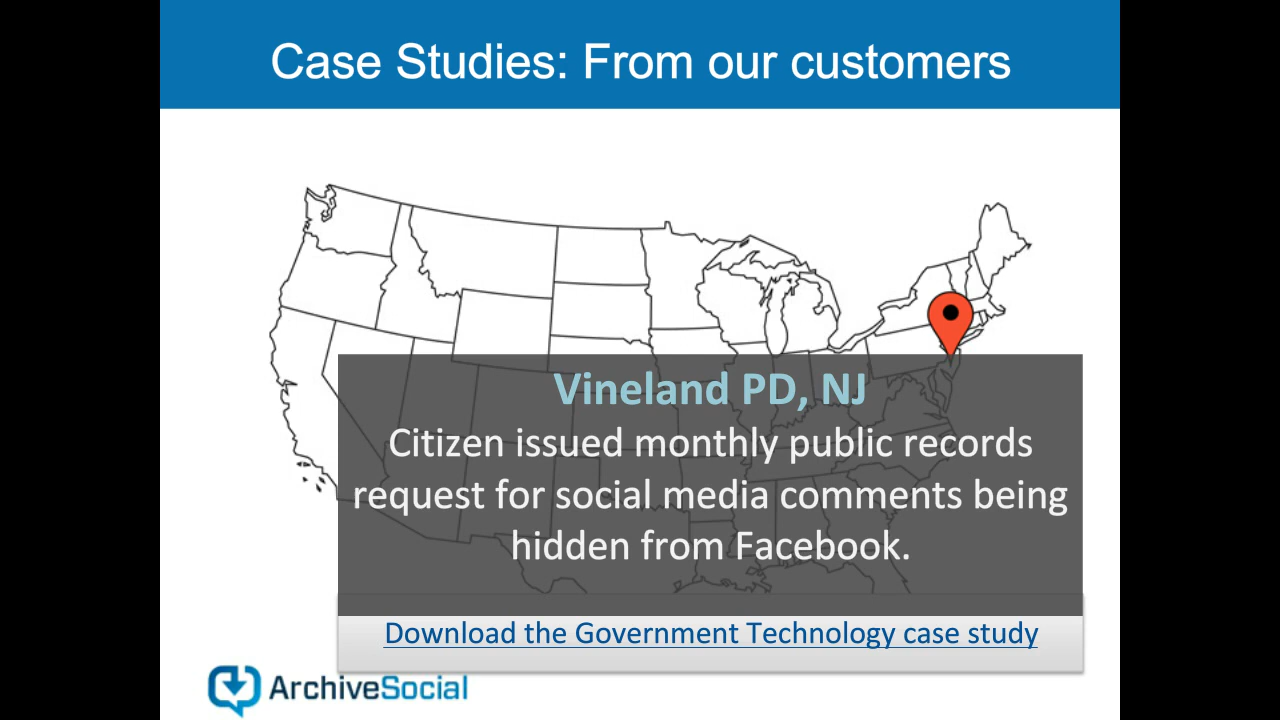 Case Studies: From our customers
Vineland PD, NJ
Citizen issued monthly public records
request for social media comments being
hidden from Facebook.
Download the Government Technology case study
ArchiveSocial